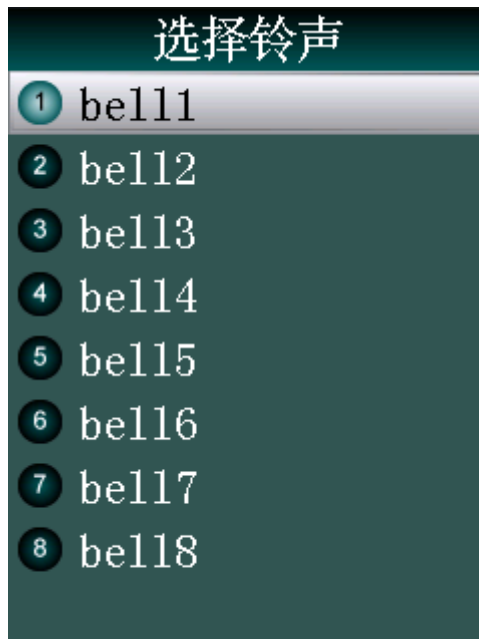 选择铃声
1 bell1
2 bell2
3 bell3
4 bell4
5 bell5
6 bell6
7 bell7
8 bell8